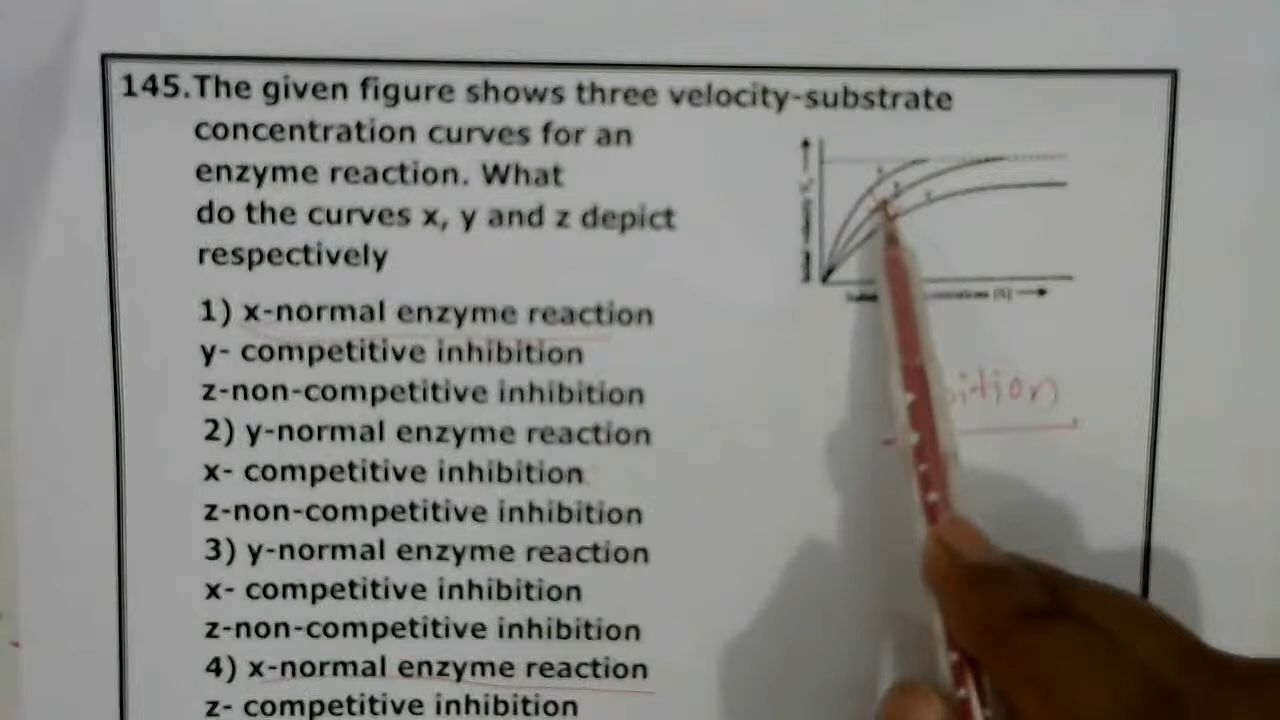 145.The given figure shows three velocity-substrate
concentration curves for an
enzyme reaction. What
do the curves x, y and z depict
respectively
1) x-normal enzyme reaction
y- competitive inhibition
z-non-competitive inhibition
2) y-normal enzyme reaction
x- competitive inhibition
z-non-competitive inhibition
3) y-normal enzyme reaction
x- competitive inhibition
z-non-competitive inhibition
4) x-normal enzyme reaction
z- competitive inhibition